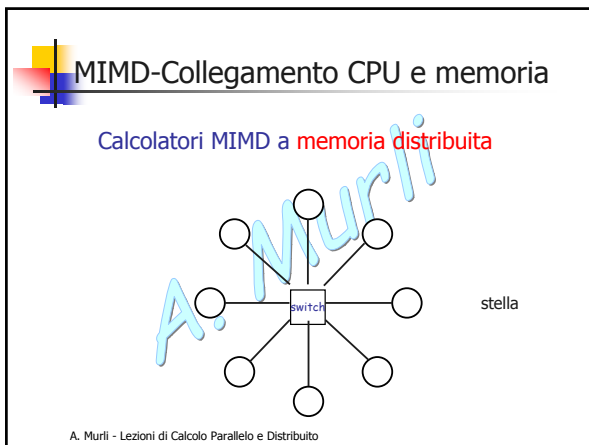 MIMD-Collegamento CPU e memoria
Calcolatori MIMD a memoria distribuita
A. Murli
switch
stella
A. Murli - Lezioni di Calcolo Parallelo e Distribuito